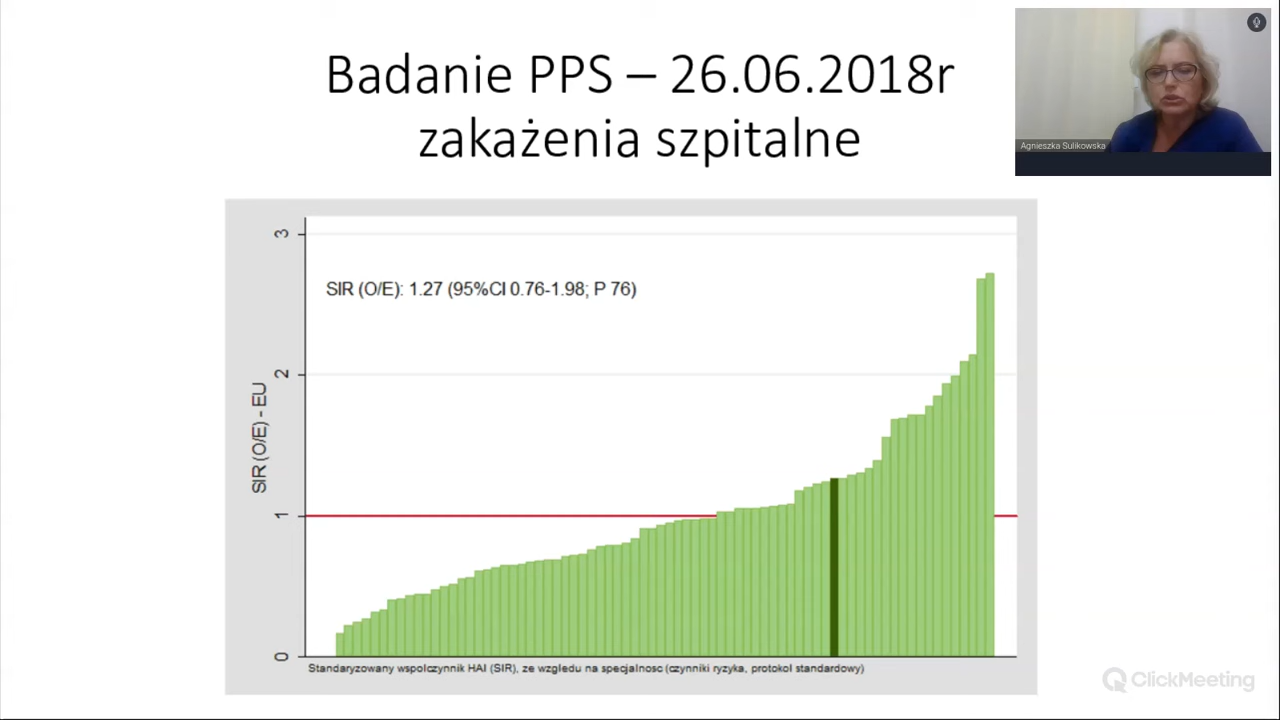 Badanie PPS – 26.06.2018r
zakażenia szpitalne
Agnieszka Sulikowska
3
SIR (O/E): 1.27 (95%CI 0.76-1.98; P 76)
2
SIR (O/E) - EU
1
0
Standaryzowany wspolczynnik HAI (SIR), ze wzgledu na specjalnosc (czynniki ryzyka, protokol standardowy)
ClickMeeting